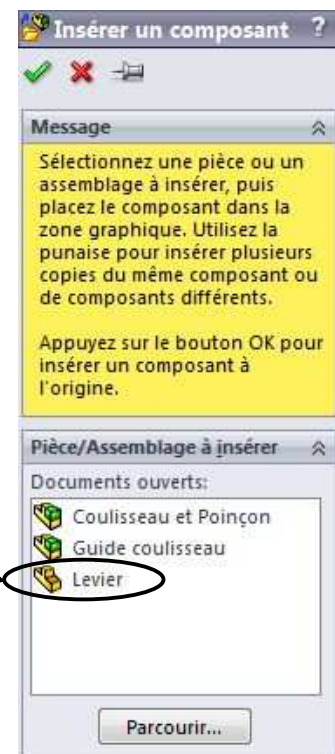 Insérer un composant ?
Message
Sélectionnez une pièce ou un
assemblage à insérer, puis
placez le composant dans la
zone graphique. Utilisez la
punaise pour insérer plusieurs
copies du même composant ou
de composants différents.
Appuyez sur le bouton OK pour
insérer un composant à
l'origine.
Pièce/Assemblage à insérer
Documents ouverts:
Coulisseau et Poinçon
Guide coulisseau
Levier
Parcourir...